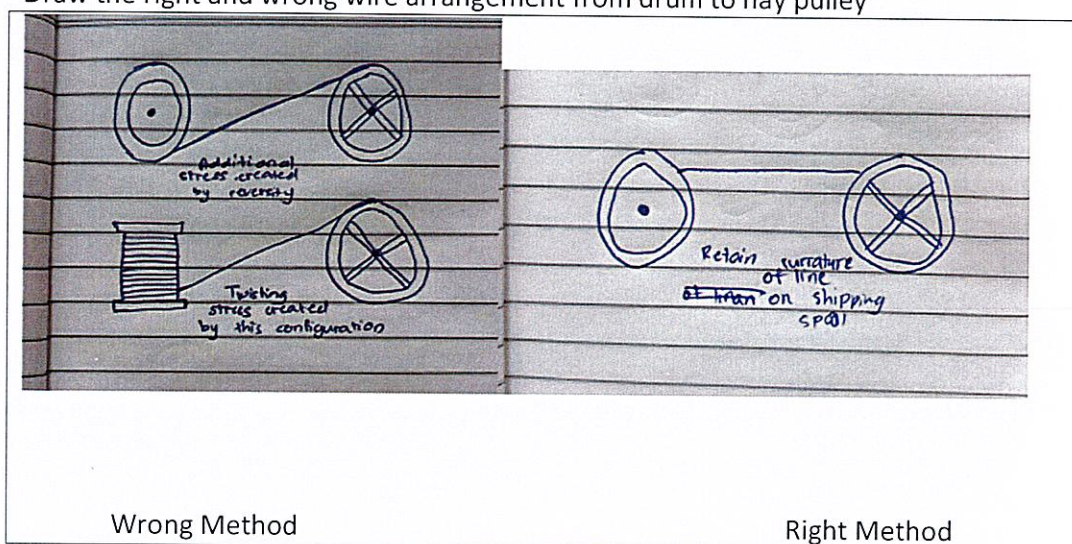 Draw the right and wrong wire arrangement from drum to hay pulley
Additional
stress created
by reversity
Twisting
stress created
by this configuration
Retain currature
of line
on shipping
spool
Wrong Method
Right Method